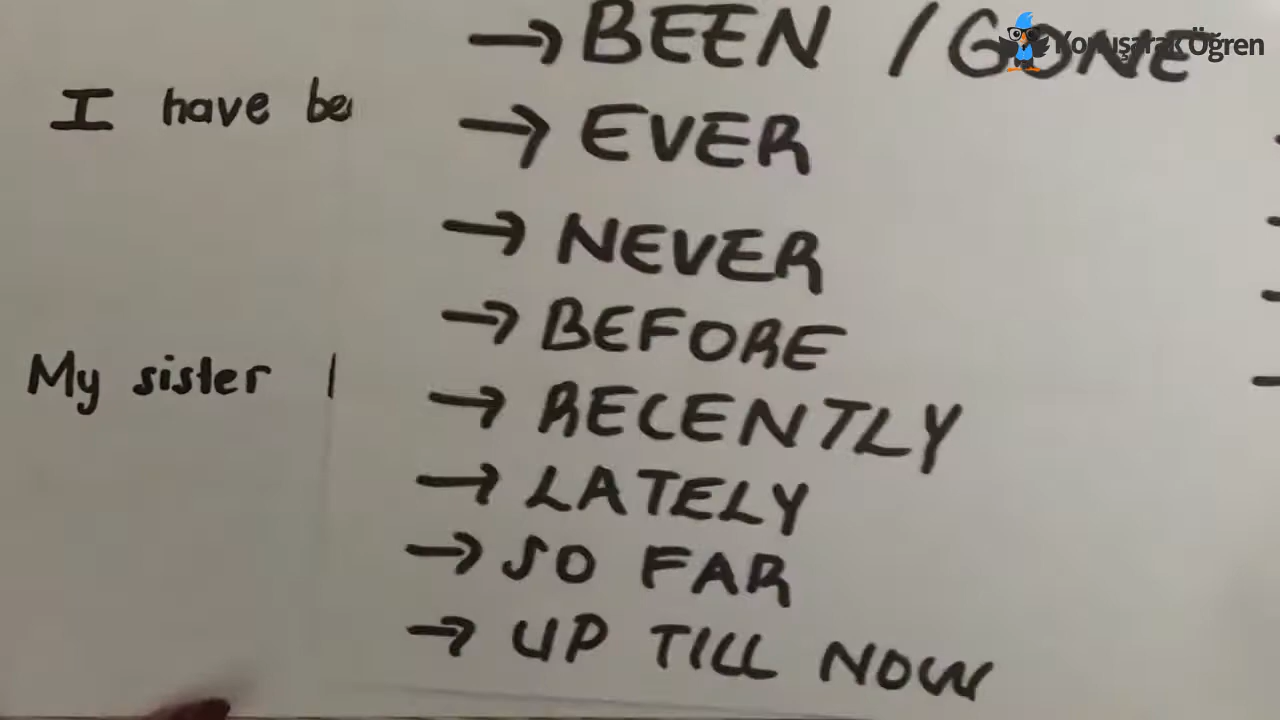 → BEEN / GONE
Konuşarak Öğren
I have be
→ EVER
→ NEVER
→ BEFORE
My sister
→ RECENTLY
→ LATELY
→ SO FAR
→ UP TILL NOW